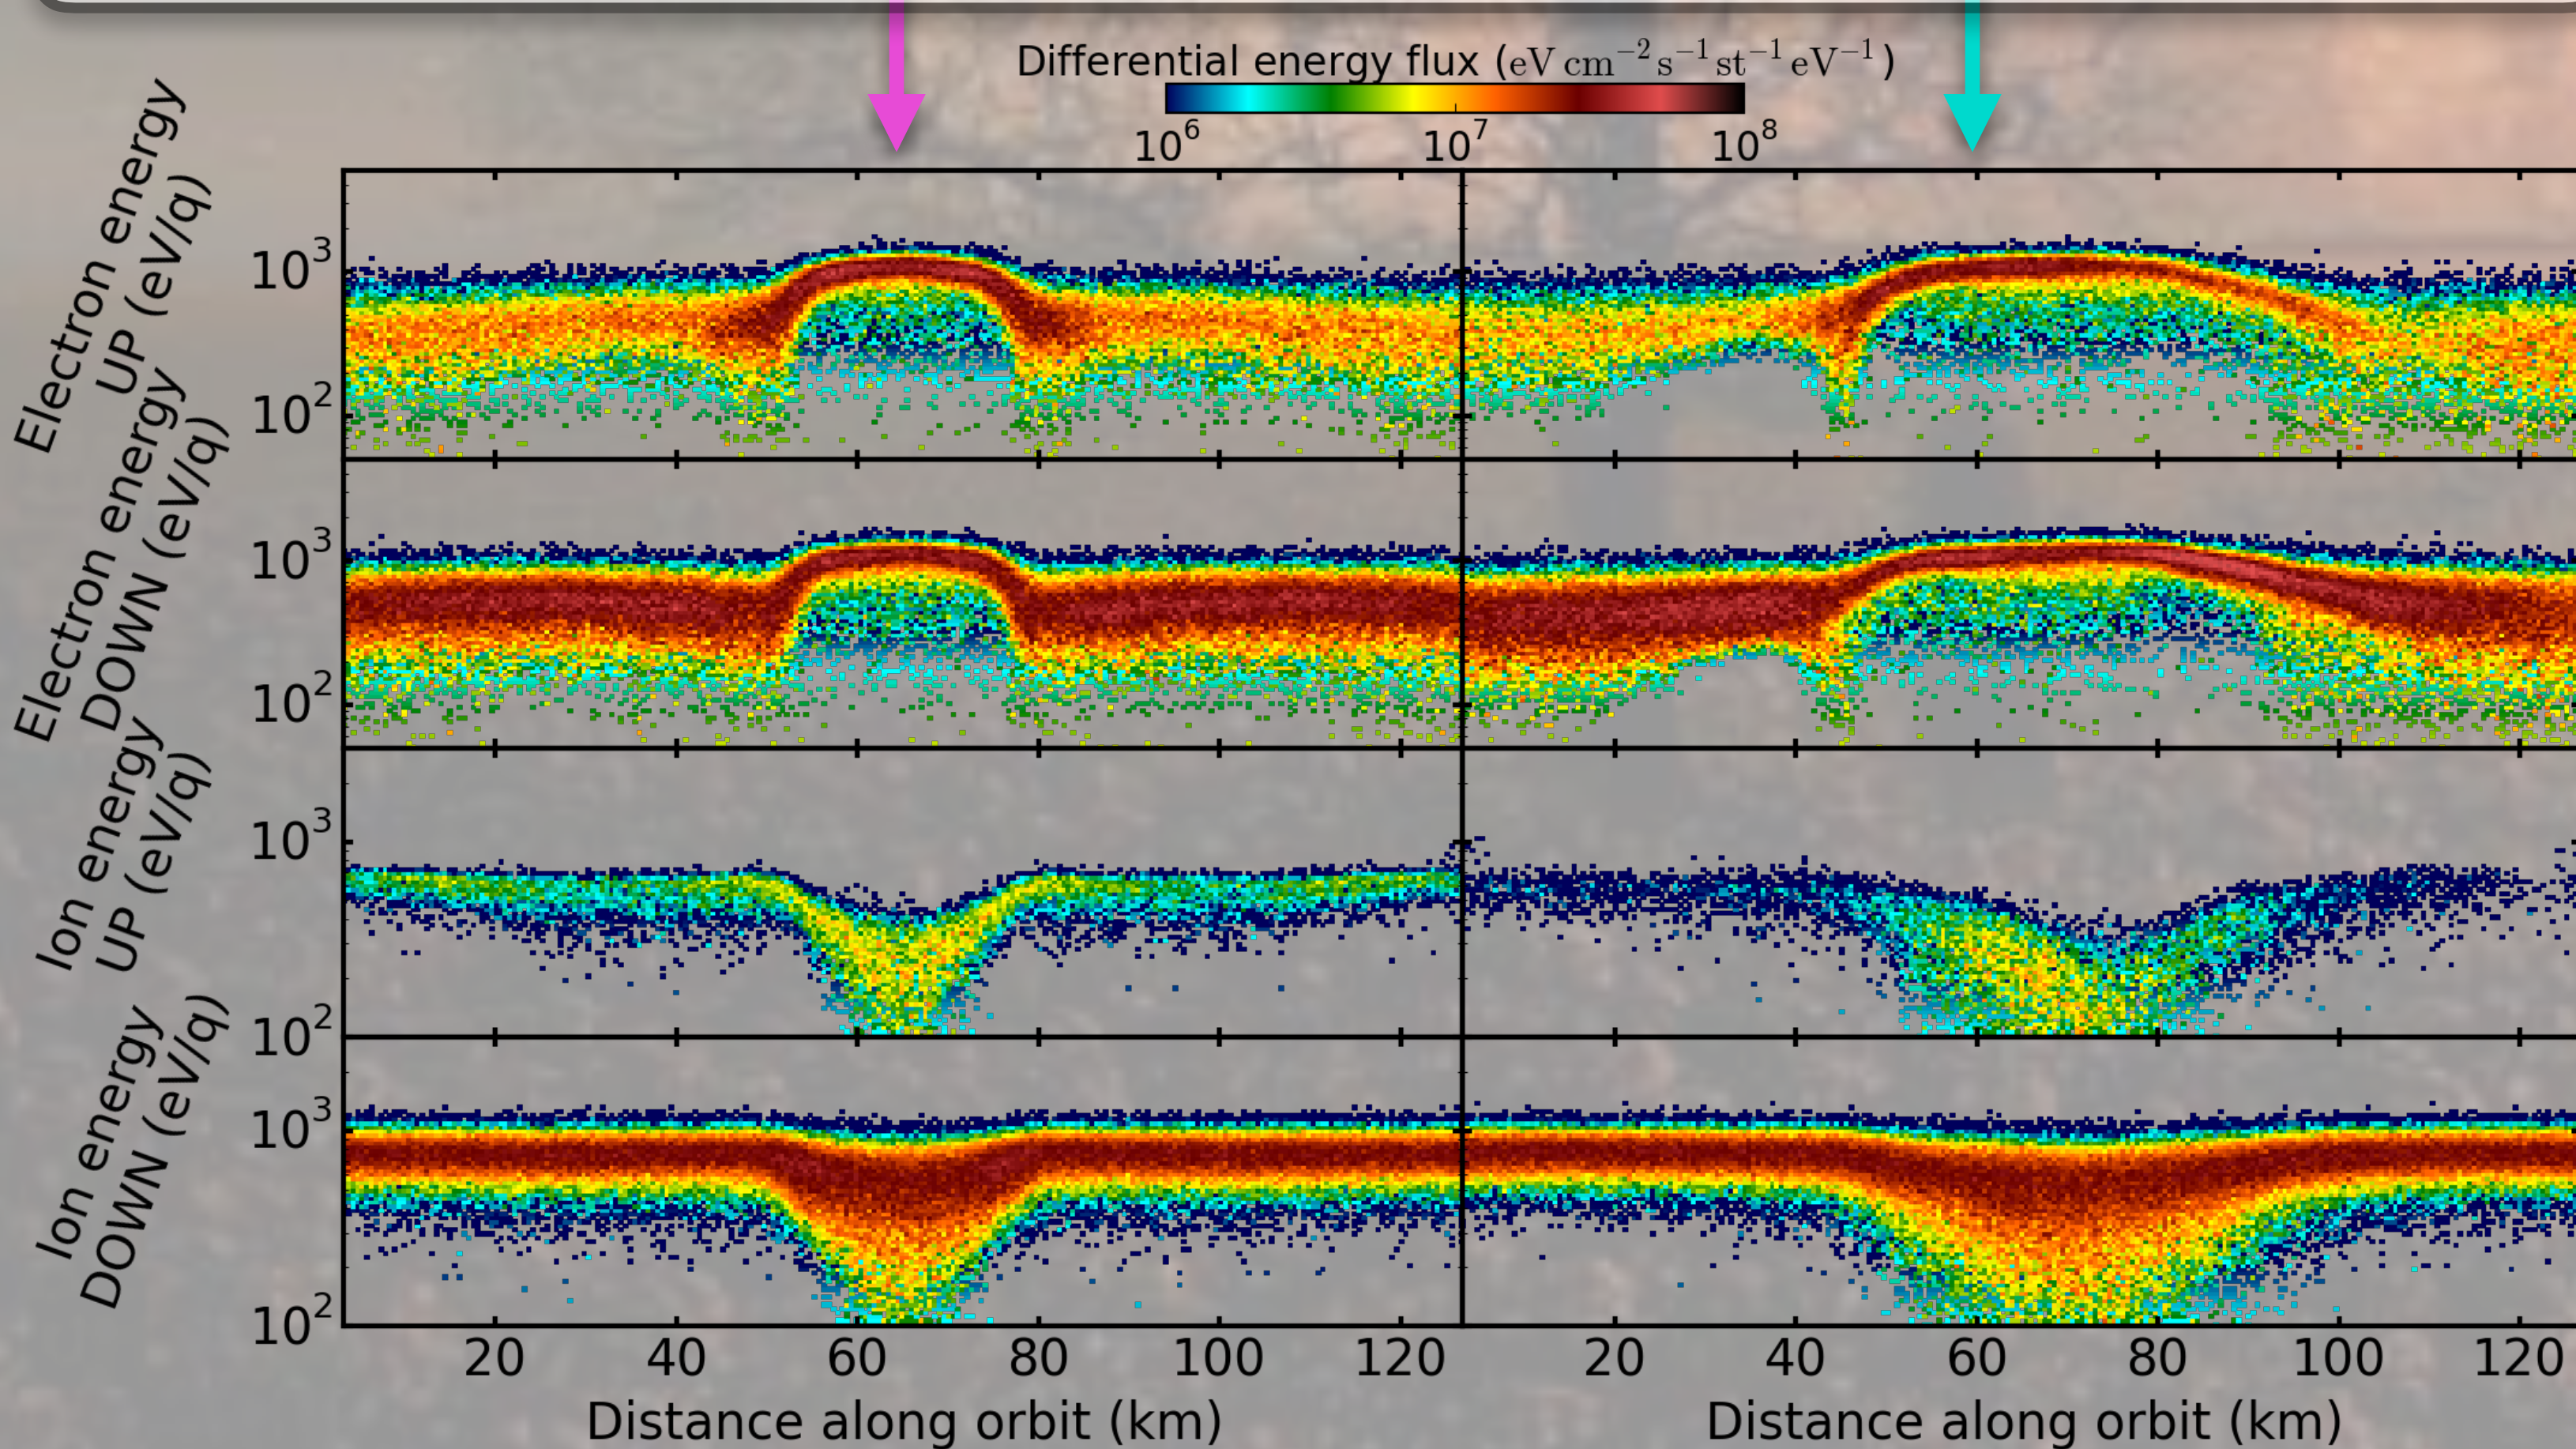 Differential energy flux (eV cm⁻² s⁻¹ st⁻¹ eV⁻¹)
10⁶ 10⁷ 10⁸
Electron energy
UP (eV/q)
10³
10²
Electron energy
DOWN (eV/q)
10³
10²
Ion energy
UP (eV/q)
10³
10²
Ion energy
DOWN (eV/q)
10³
10²
20 40 60 80 100 120 20 40 60 80 100 120
Distance along orbit (km) Distance along orbit (km)